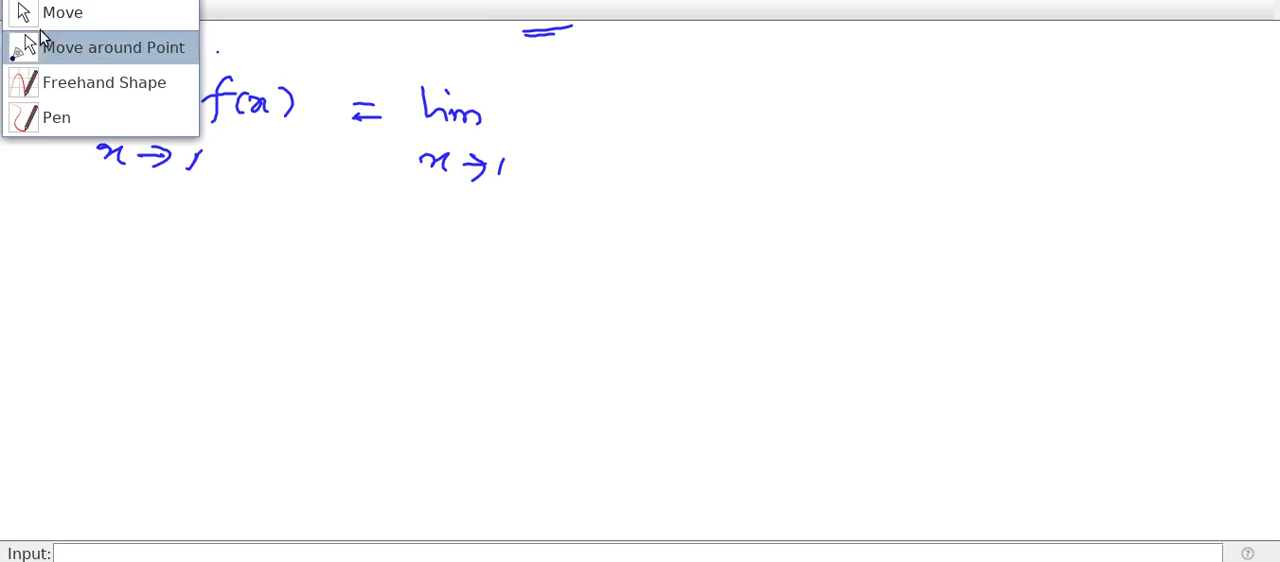 Move
Move around Point
Freehand Shape
Pen
f(x) = lim
x → 1 x → 1
Input: